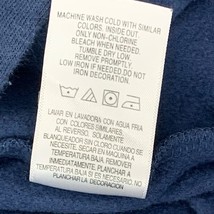 MACHINE WASH COLD WITH SIMILAR
COLORS. INSIDE OUT
ONLY NON-CHLORINE
BLEACH WHEN NEEDED
TUMBLE DRY LOW
REMOVE PROMPTLY
LOW IRON IF NEEDED DO NOT
IRON DECORATION
LAVAR EN LAVADORA CON AGUA FRIA
CON COLORES SIMILARES.
AL REVERSO. SOLAMENTE
BLANQUEADOR SIN CLORO CUANDO SE
NECESITE. SEGAR EN MAQUINA A
TEMPERATURA BAJA. REMOVER
INMEDIATAMENTE. PLANCHAR A
TEMPERATURA BAJA SI ES NECESARIO
NO PLANCHAR LA DECORACION